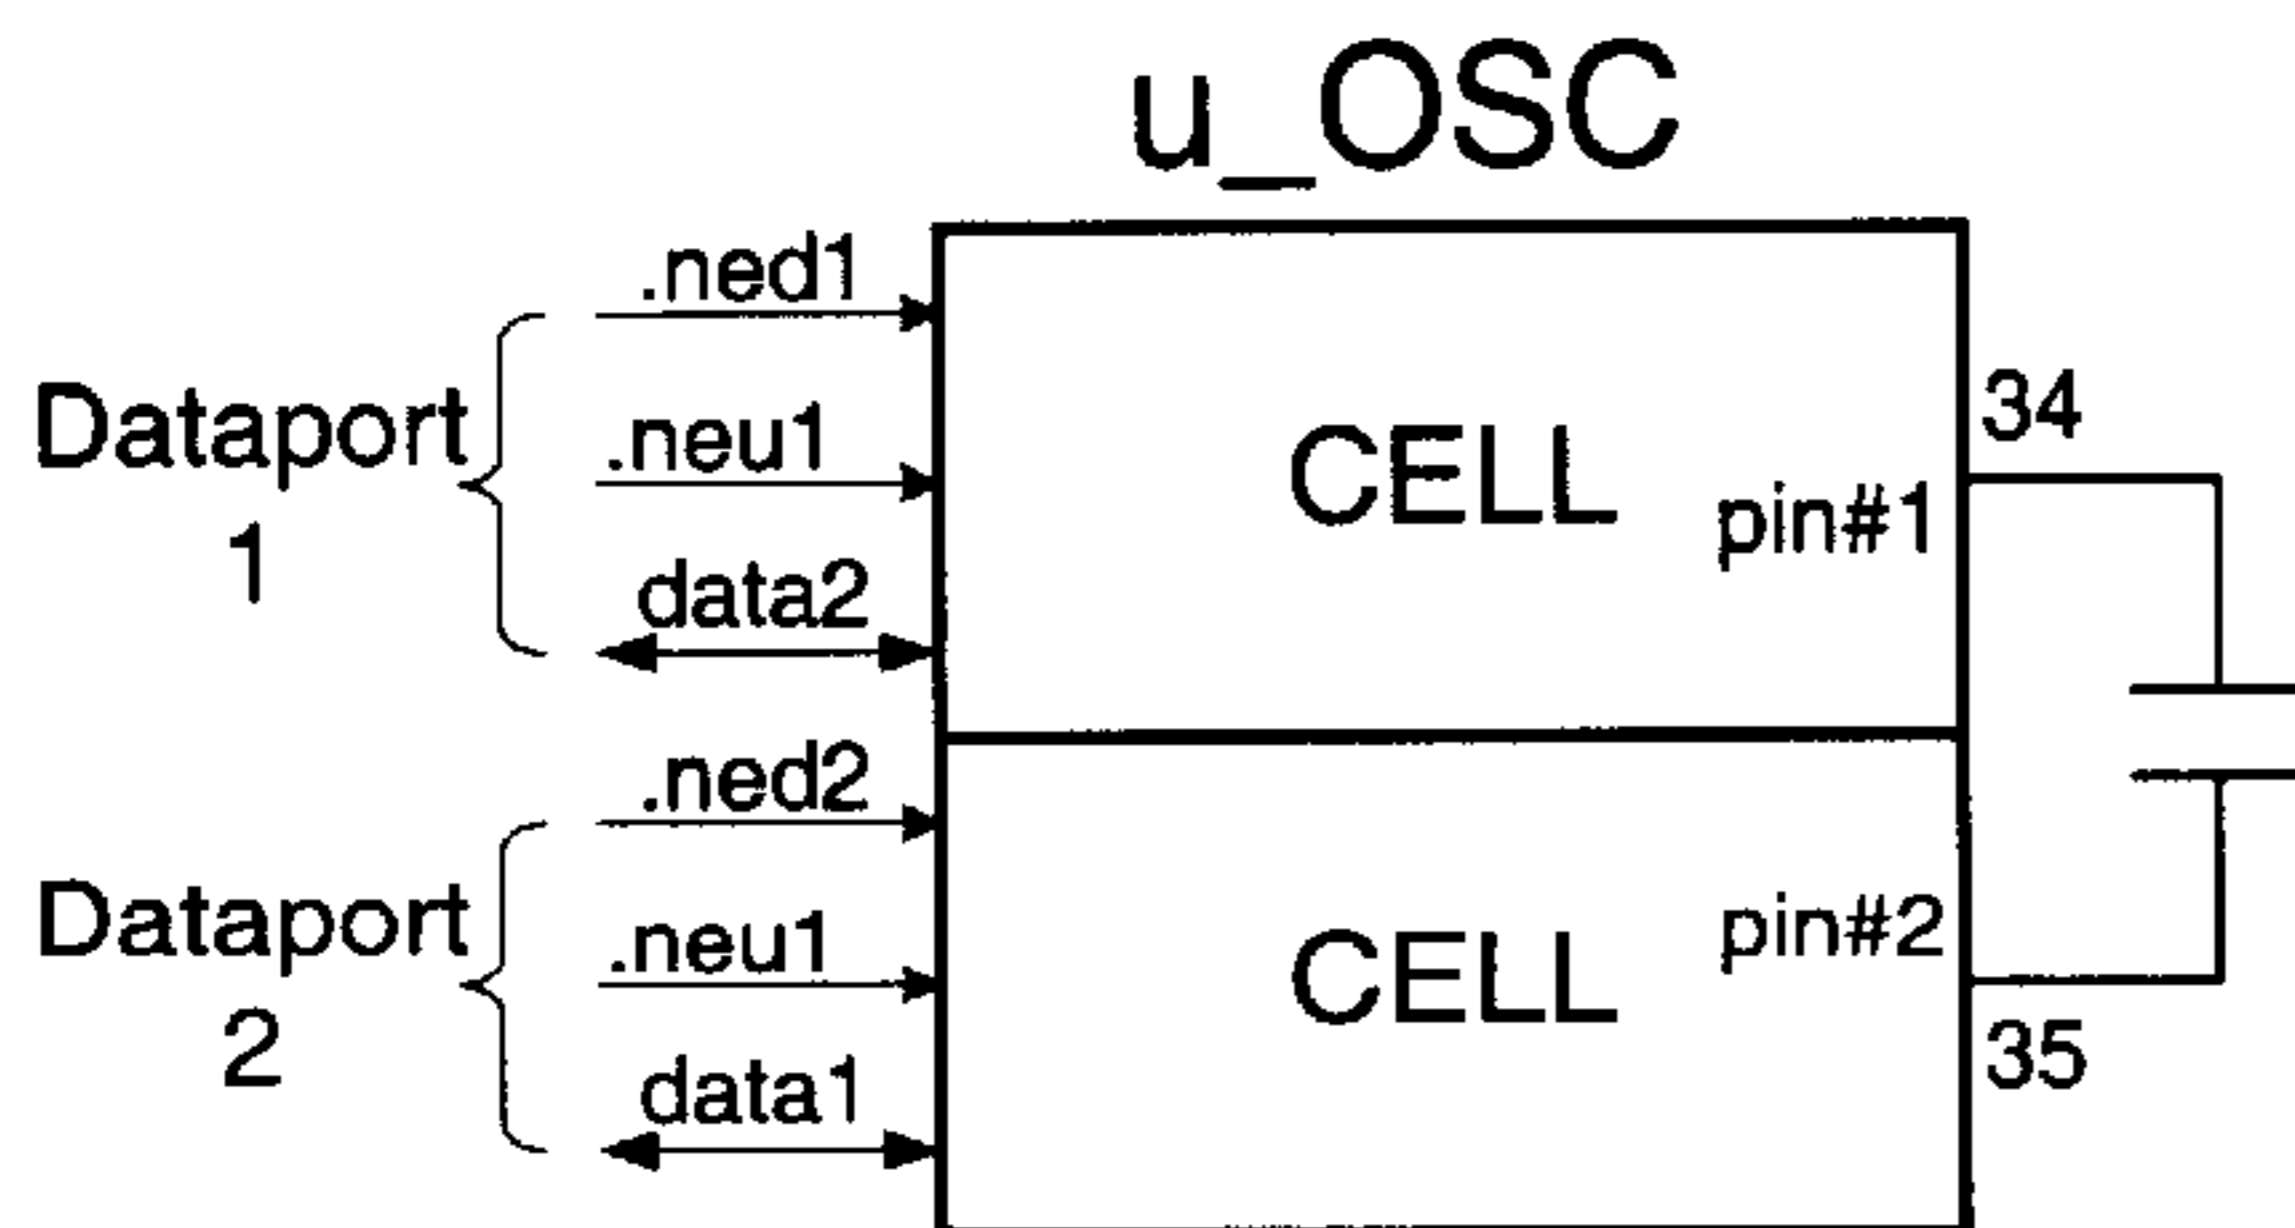 u_OSC
.ned1
Dataport
1
.neu1
data2
CELL
pin#1
34
.ned2
Dataport
2
.neu1
data1
CELL
pin#2
35